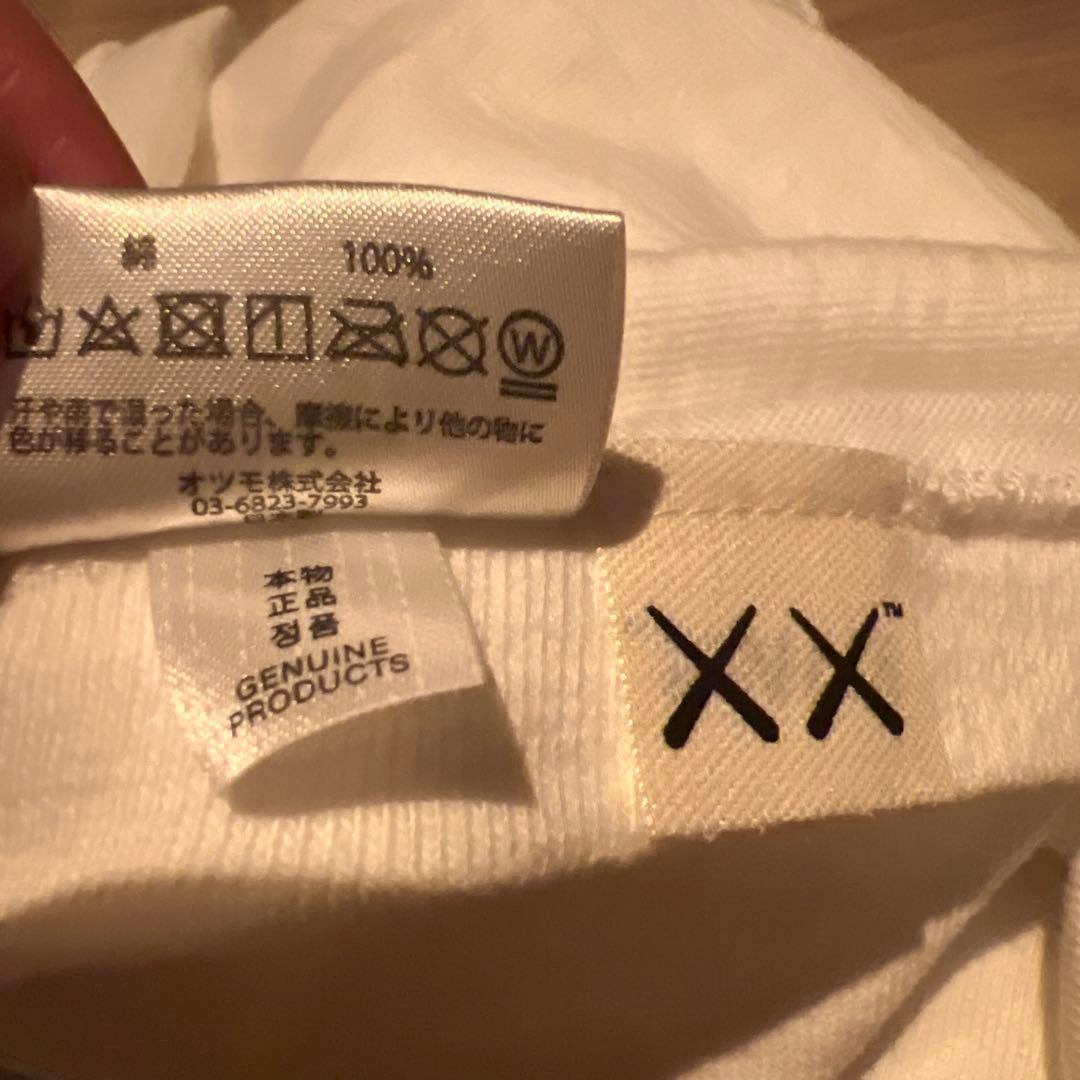 綿 100%
W
汗や雨で湿った場合、摩擦により他の物に
色が移ることがあります。
オツモ株式会社
03-6823-7993
本物
正品
정품
GENUINE
PRODUCTS
XX™